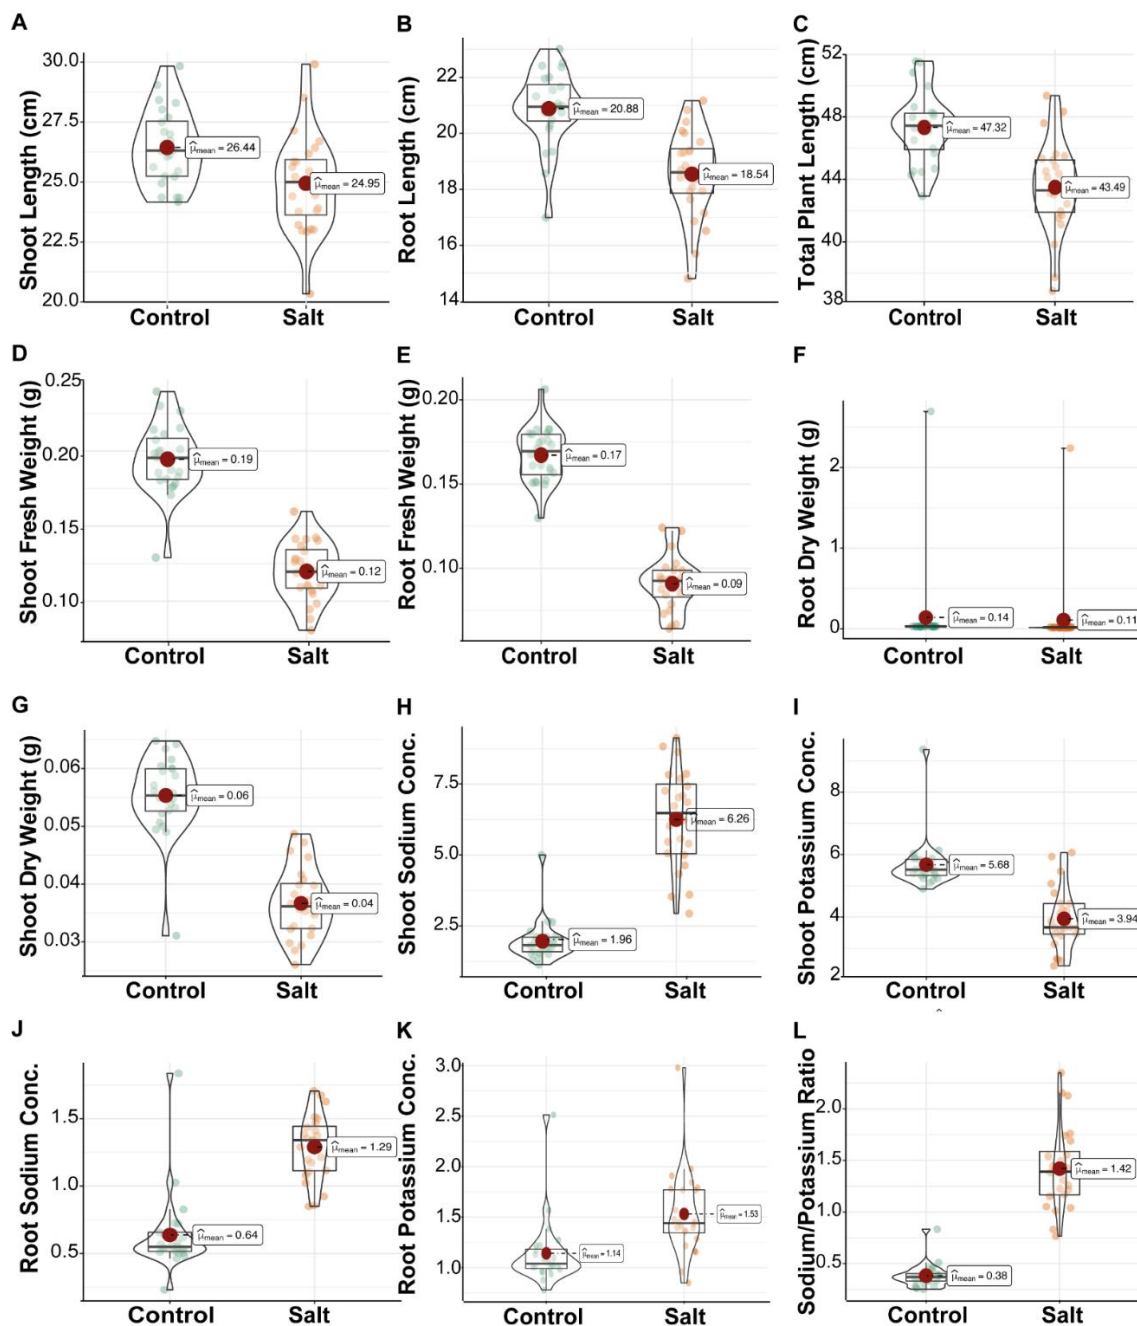 A
Shoot Length (cm)
30.0
27.5
25.0
22.5
20.0
μ̂mean = 26.44
μ̂mean = 24.95
Control
Salt
B
Root Length (cm)
22
20
18
16
14
μ̂mean = 20.88
μ̂mean = 18.54
Control
Salt
C
Total Plant Length (cm)
52
48
44
40
38
μ̂mean = 47.32
μ̂mean = 43.49
Control
Salt
D
Shoot Fresh Weight (g)
0.25
0.20
0.15
0.10
μ̂mean = 0.19
μ̂mean = 0.12
Control
Salt
E
Root Fresh Weight (g)
0.20
0.15
0.10
μ̂mean = 0.17
μ̂mean = 0.09
Control
Salt
F
Root Dry Weight (g)
2
1
0
μ̂mean = 0.14
μ̂mean = 0.11
Control
Salt
G
Shoot Dry Weight (g)
0.06
0.05
0.04
0.03
μ̂mean = 0.06
μ̂mean = 0.04
Control
Salt
H
Shoot Sodium Conc.
7.5
5.0
2.5
μmean = 6.26
μ̂mean = 1.96
Control
Salt
I
Shoot Potassium Conc.
8
6
4
2
μ̂mean = 5.68
μ̂mean = 3.94
Control
Salt
J
Root Sodium Conc.
1.5
1.0
0.5
μ̂mean = 1.29
μ̂mean = 0.64
Control
Salt
K
Root Potassium Conc.
3.0
2.5
2.0
1.5
1.0
μ̂mean = 1.53
μ̂mean = 1.14
Control
Salt
L
Sodium/Potassium Ratio
2.0
1.5
1.0
0.5
μ̂mean = 1.42
μ̂mean = 0.38
Control
Salt